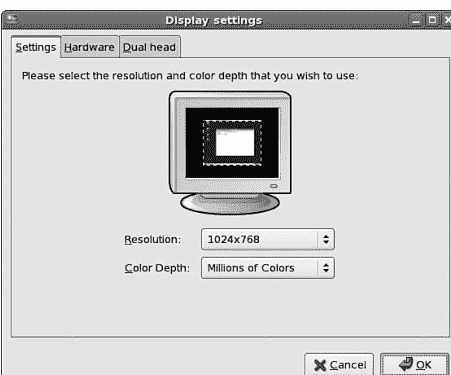 Display settings
Settings Hardware Dual head
Please select the resolution and color depth that you wish to use:
Resolution: 1024x768
Color Depth: Millions of Colors
Cancel OK